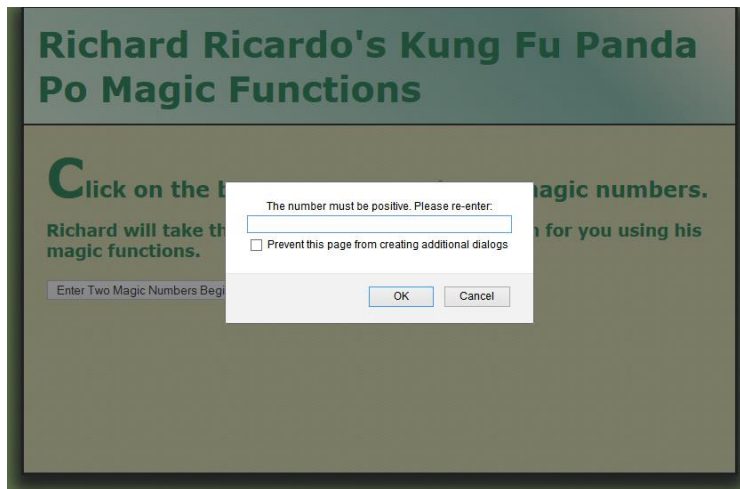 Richard Ricardo's Kung Fu Panda
Po Magic Functions
Click on the b agic numbers.
The number must be positive. Please re-enter:
Richard will take th for you using his
magic functions.
Prevent this page from creating additional dialogs
Enter Two Magic Numbers Begi
OK Cancel